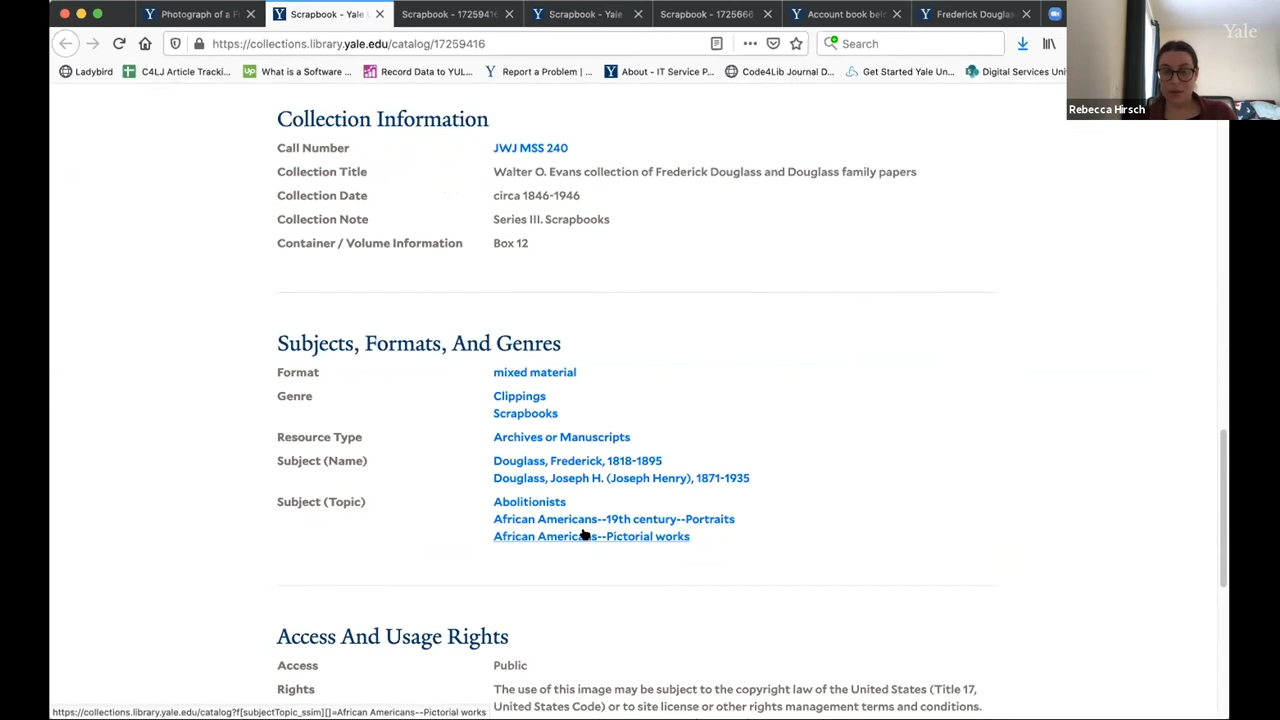 Photograph of a F
Scrapbook - Yale L
Scrapbook - 1725941
Scrapbook - Yale
Scrapbook - 1725666
Account book bel
Frederick Douglas
https://collections.library.yale.edu/catalog/17259416
Search
Ladybird
C4LJ Article Tracki...
What is a Software ...
Record Data to YUL...
Report a Problem | ...
About - IT Service P...
Code4Lib Journal D...
Get Started Yale Un...
Digital Services Uni
Yale
Rebecca Hirsch
Collection Information
Call Number JWJ MSS 240
Collection Title Walter O. Evans collection of Frederick Douglass and Douglass family papers
Collection Date circa 1846-1946
Collection Note Series III. Scrapbooks
Container / Volume Information Box 12
Subjects, Formats, And Genres
Format mixed material
Genre Clippings
Scrapbooks
Resource Type Archives or Manuscripts
Subject (Name) Douglass, Frederick, 1818-1895
Douglass, Joseph H. (Joseph Henry), 1871-1935
Subject (Topic) Abolitionists
African Americans--19th century--Portraits
African Americans--Pictorial works
Access And Usage Rights
Access Public
Rights The use of this image may be subject to the copyright law of the United States (Title 17,
United States Code) or to site license or other rights management terms and conditions.
https://collections.library.yale.edu/catalog?f[subjectTopic_ssim][]=African Americans--Pictorial works